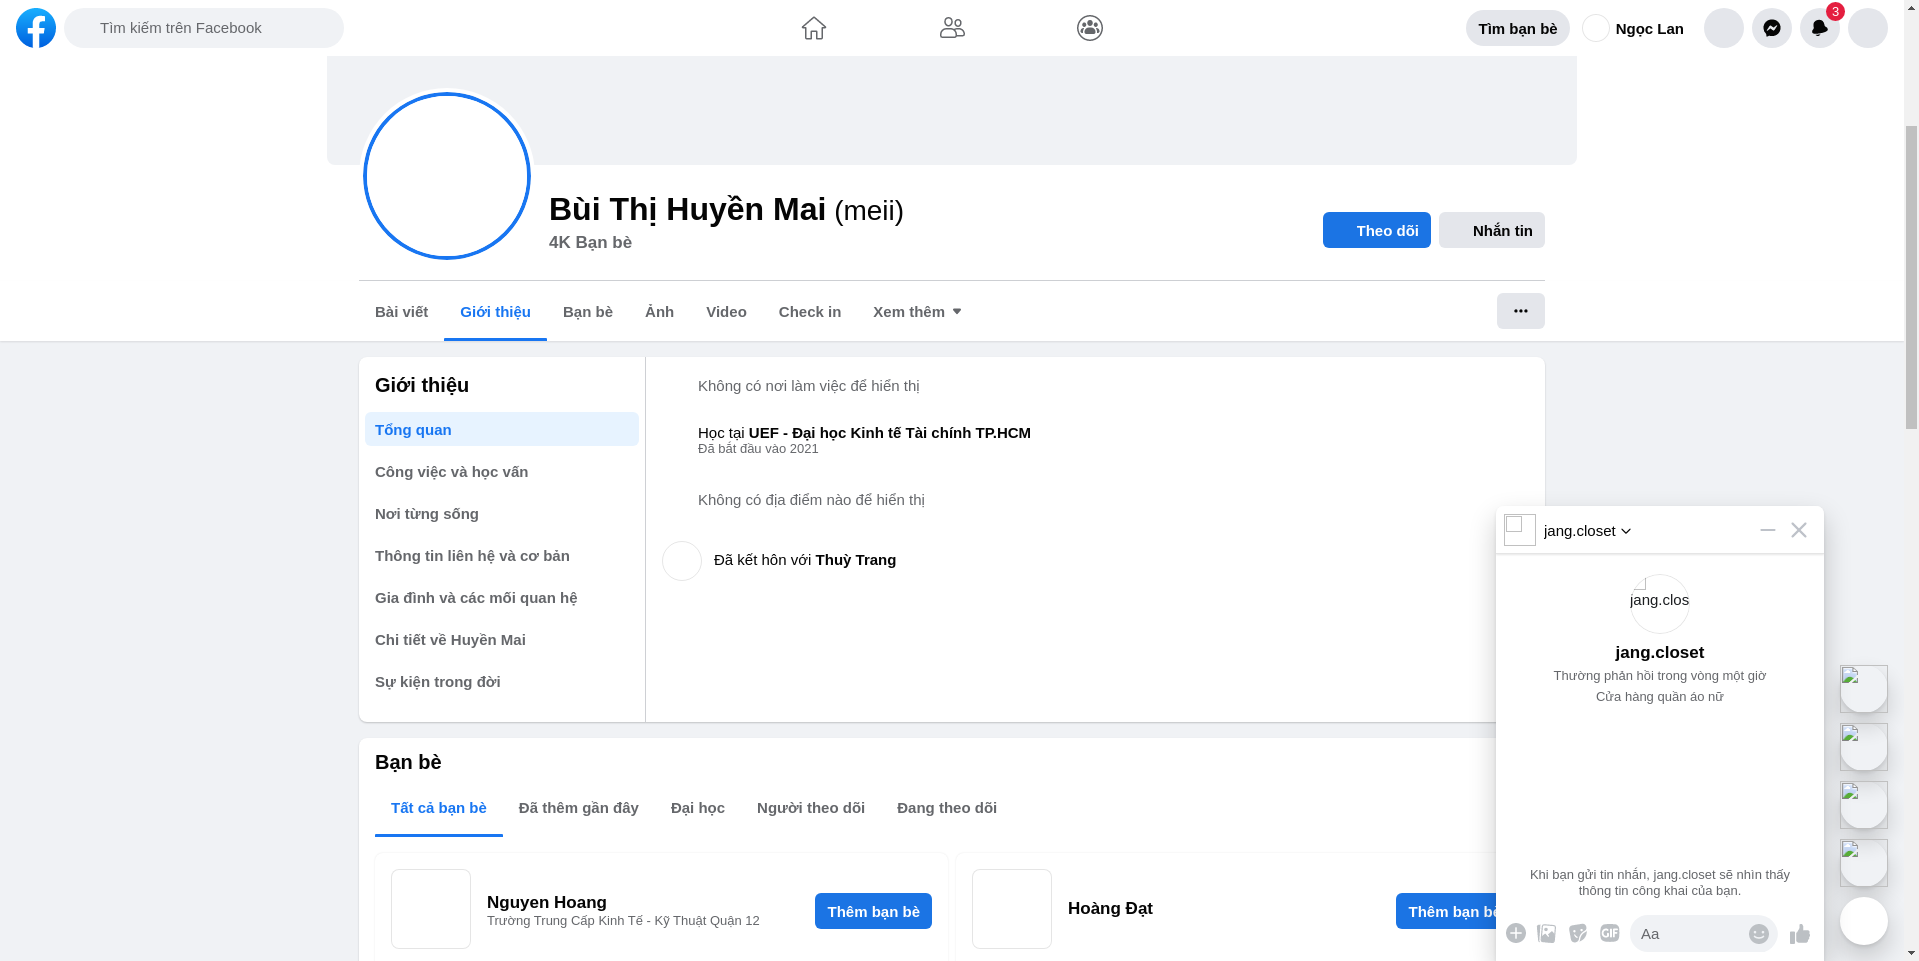 Tìm kiếm trên Facebook
Tìm bạn bè
Ngọc Lan
3
Bùi Thị Huyền Mai (meii)
4K Bạn bè
Theo dõi
Nhắn tin
Bài viết
Giới thiệu
Bạn bè
Ảnh
Video
Check in
Xem thêm
Giới thiệu
Tổng quan
Công việc và học vấn
Nơi từng sống
Thông tin liên hệ và cơ bản
Gia đình và các mối quan hệ
Chi tiết về Huyền Mai
Sự kiện trong đời
Không có nơi làm việc để hiển thị
Học tại UEF - Đại học Kinh tế Tài chính TP.HCM
Đã bắt đầu vào 2021
Không có địa điểm nào để hiển thị
Đã kết hôn với Thuỳ Trang
Bạn bè
Tất cả bạn bè
Đã thêm gần đây
Đại học
Người theo dõi
Đang theo dõi
Nguyen Hoang
Trường Trung Cấp Kinh Tế - Kỹ Thuật Quận 12
Thêm bạn bè
Hoàng Đạt
Thêm bạn bè
jang.closet
jang.clos
jang.closet
Thường phản hồi trong vòng một giờ
Cửa hàng quần áo nữ
Khi bạn gửi tin nhắn, jang.closet sẽ nhìn thấy
thông tin công khai của bạn.
GIF
Aa